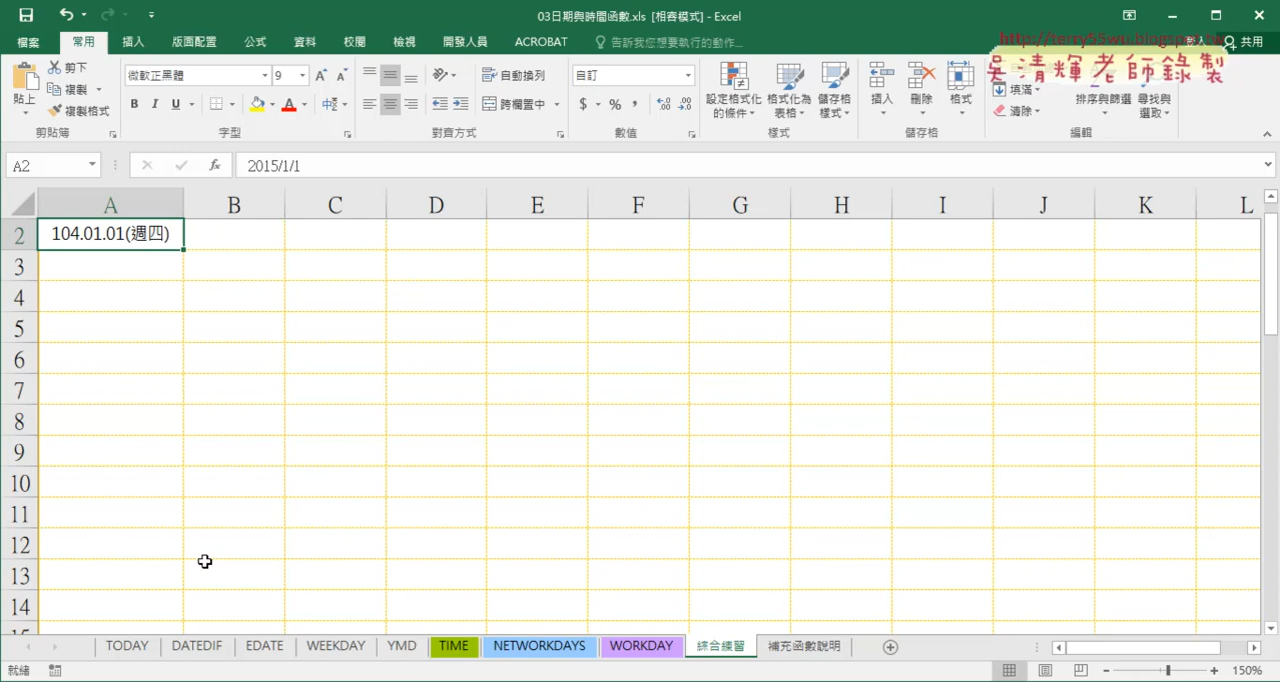 03日期與時間函數.xls [相容模式] - Excel
http://terry55wu.blogspot.tw
吳清輝老師錄製
檔案 常用 插入 版面配置 公式 資料 校閱 檢視 開發人員 ACROBAT 告訴我您想要執行的動作... 登入 共用
剪下 微軟正黑體 9 自動換列 自訂
貼上 複製 複製格式 B I U 中 跨欄置中 $ % , 設定格式化的條件 格式化為表格 儲存格樣式 插入 刪除 格式 填滿 清除 排序與篩選 尋找與選取
剪貼簿 字型 對齊方式 數值 樣式 儲存格 編輯
A2 fx 2015/1/1
A B C D E F G H I J K L
2 104.01.01(週四)
3
4
5
6
7
8
9
10
11
12
13
14
TODAY DATEDIF EDATE WEEKDAY YMD TIME NETWORKDAYS WORKDAY 綜合練習 補充函數說明
就緒 150%